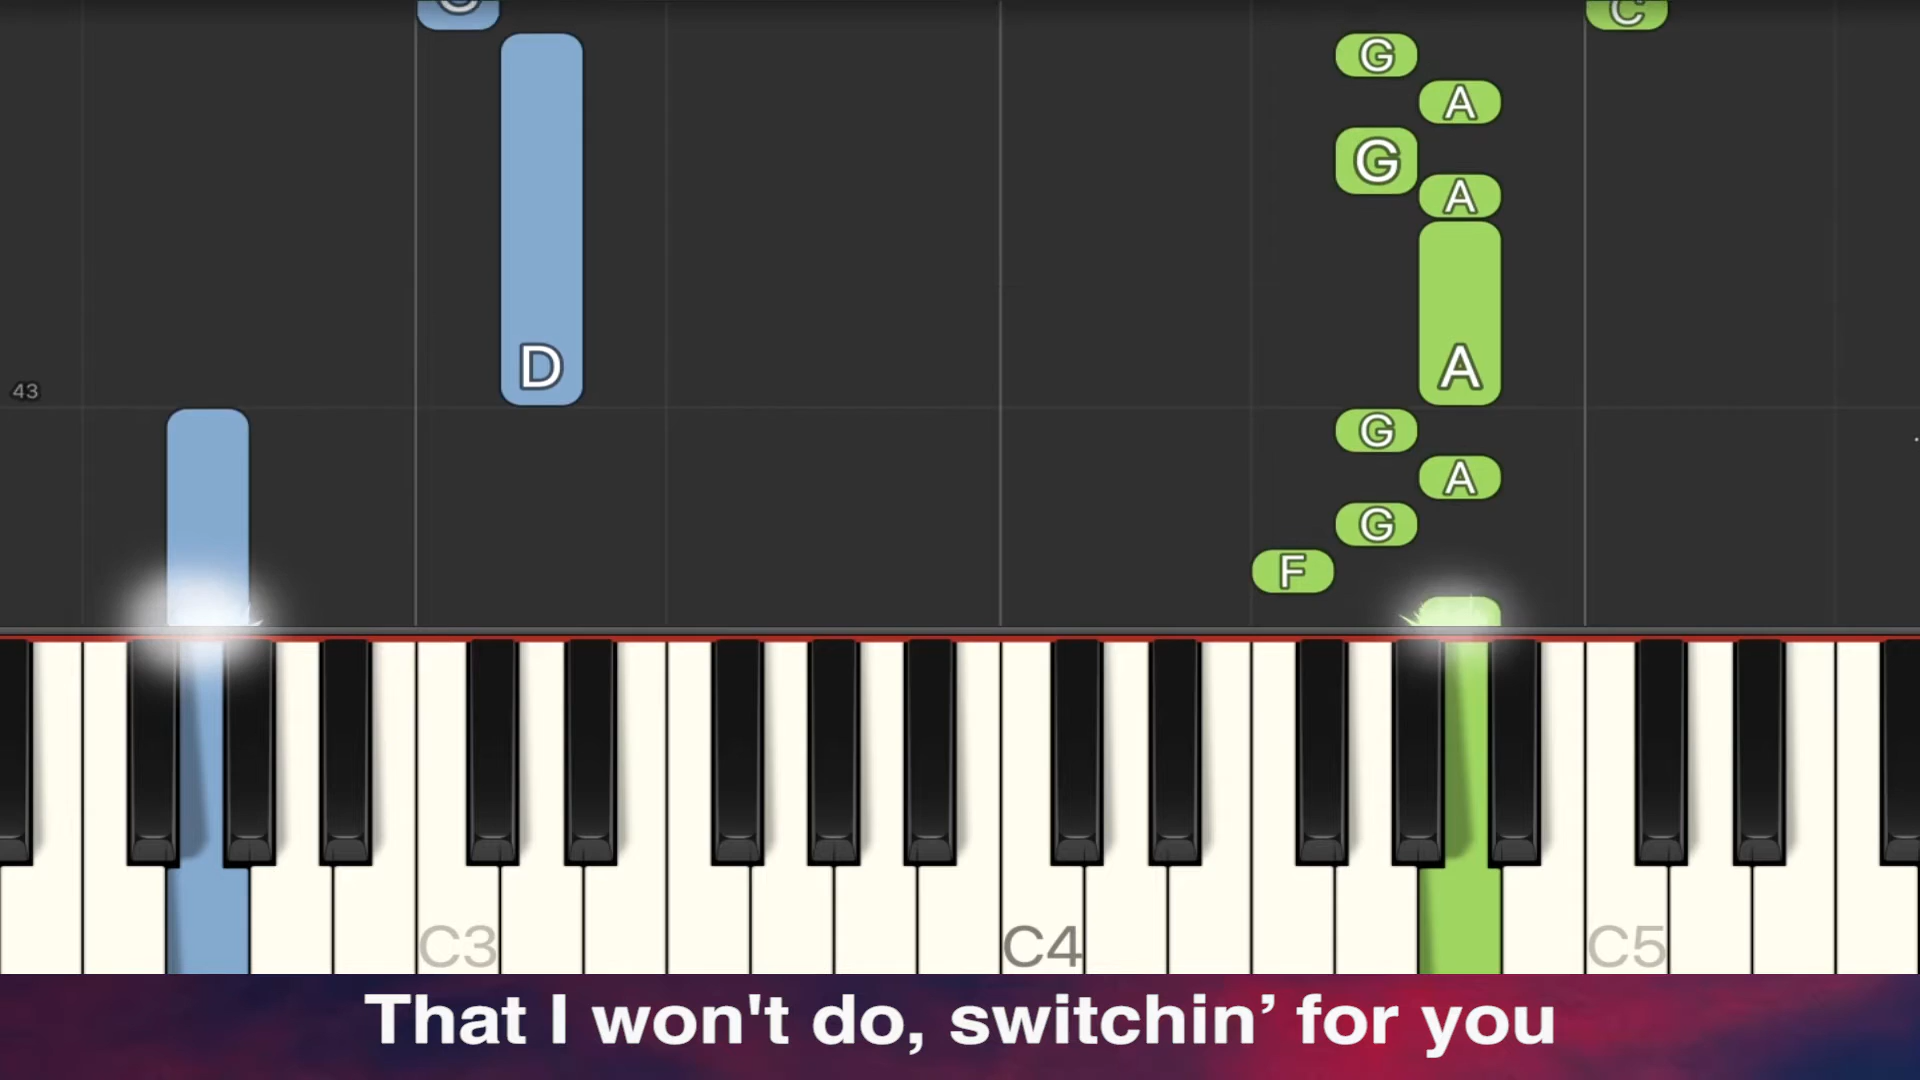 C
C
G
A
G
A
D
A
43
G
A
G
F
C3
C4
C5
That I won't do, switchin’ for you